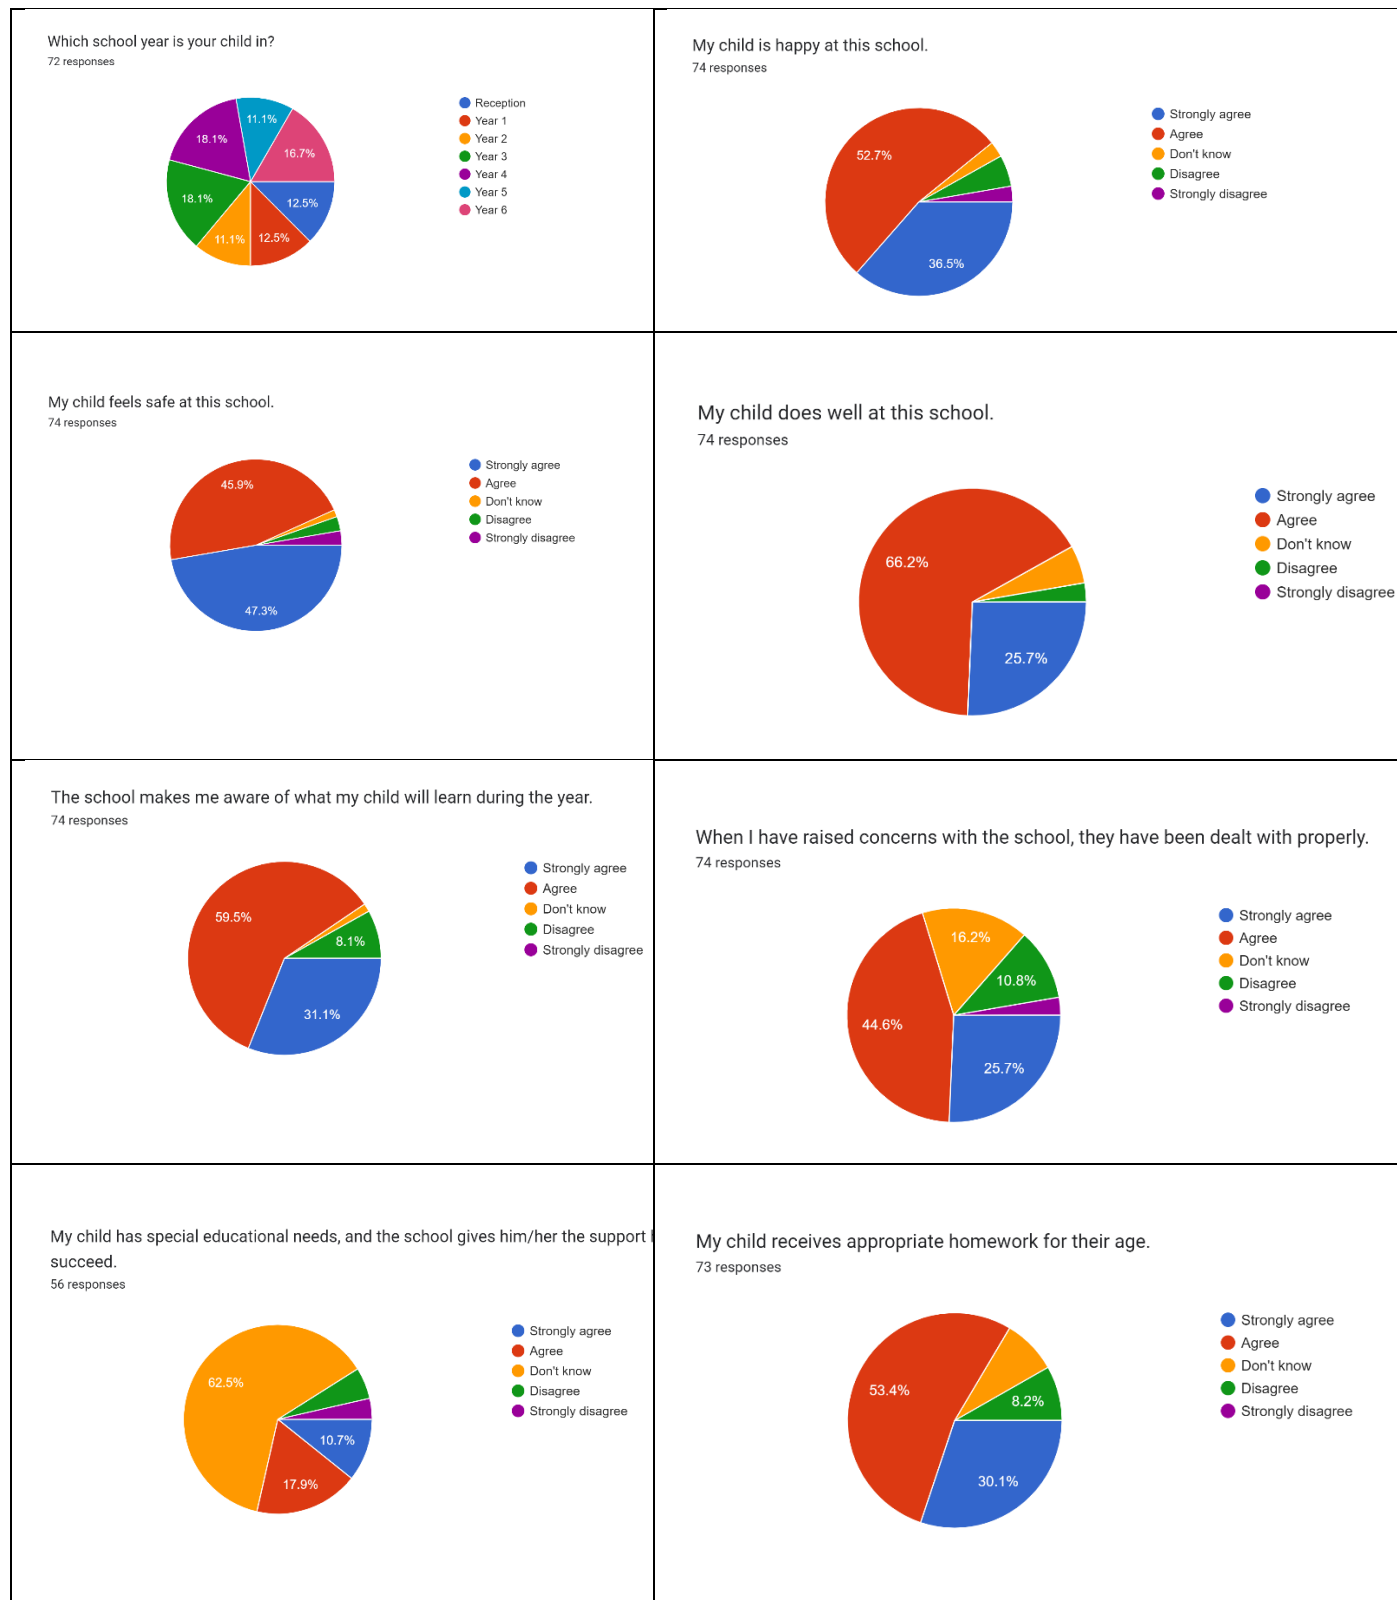 Which school year is your child in?
72 responses
11.1%
18.1%
16.7%
18.1%
12.5%
11.1%
12.5%
Reception
Year 1
Year 2
Year 3
Year 4
Year 5
Year 6
My child is happy at this school.
74 responses
52.7%
36.5%
Strongly agree
Agree
Don't know
Disagree
Strongly disagree
My child feels safe at this school.
74 responses
45.9%
47.3%
Strongly agree
Agree
Don't know
Disagree
Strongly disagree
My child does well at this school.
74 responses
66.2%
25.7%
Strongly agree
Agree
Don't know
Disagree
Strongly disagree
The school makes me aware of what my child will learn during the year.
74 responses
59.5%
8.1%
31.1%
Strongly agree
Agree
Don't know
Disagree
Strongly disagree
When I have raised concerns with the school, they have been dealt with properly.
74 responses
16.2%
10.8%
44.6%
25.7%
Strongly agree
Agree
Don't know
Disagree
Strongly disagree
My child has special educational needs, and the school gives him/her the support
succeed.
56 responses
62.5%
10.7%
17.9%
Strongly agree
Agree
Don't know
Disagree
Strongly disagree
My child receives appropriate homework for their age.
73 responses
53.4%
8.2%
30.1%
Strongly agree
Agree
Don't know
Disagree
Strongly disagree